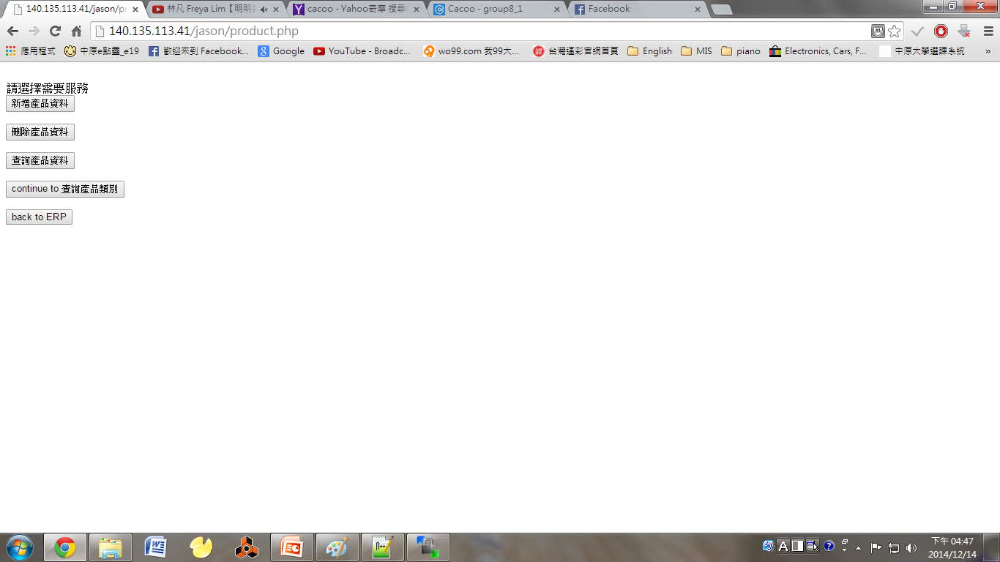 140.135.113.41/jason/pr
林凡 Freya Lim【明明
cacoo - Yahoo奇摩 搜尋
Cacoo - group8_1
Facebook
140.135.113.41/jason/product.php
應用程式
中原e點靈_e19
歡迎來到 Facebook...
Google
YouTube - Broadc...
wo99.com 我99大...
台灣運彩官網首頁
English
MIS
piano
Electronics, Cars, F...
中原大學選課系統
»
請選擇需要服務
新增產品資料
刪除產品資料
查詢產品資料
continue to 查詢產品類別
back to ERP
A
下午 04:47
2014/12/14